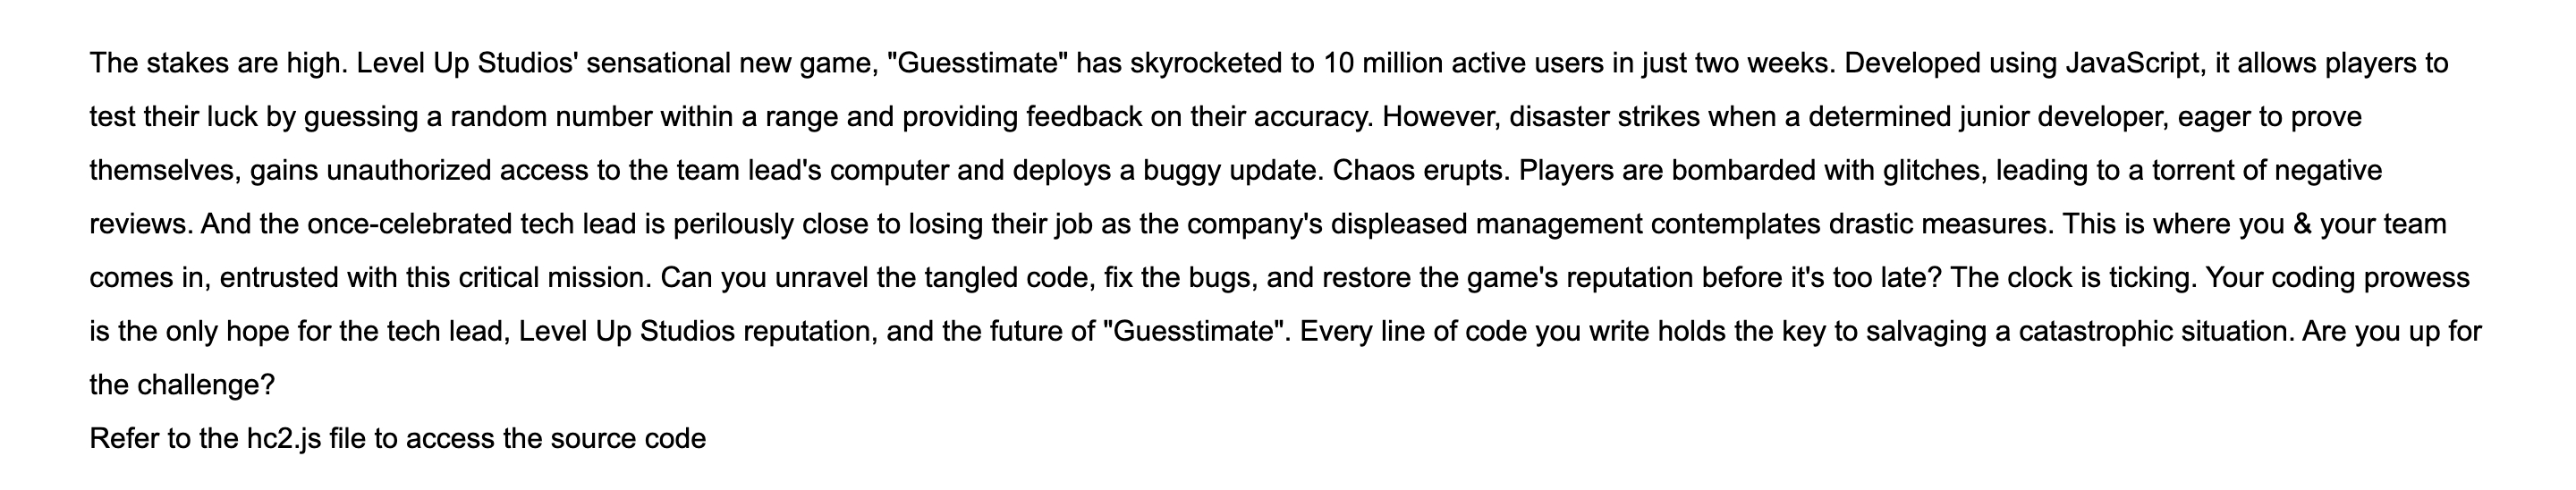 The stakes are high. Level Up Studios' sensational new game, "Guesstimate" has skyrocketed to 10 million active users in just two weeks. Developed using JavaScript, it allows players to
test their luck by guessing a random number within a range and providing feedback on their accuracy. However, disaster strikes when a determined junior developer, eager to prove
themselves, gains unauthorized access to the team lead's computer and deploys a buggy update. Chaos erupts. Players are bombarded with glitches, leading to a torrent of negative
reviews. And the once-celebrated tech lead is perilously close to losing their job as the company's displeased management contemplates drastic measures. This is where you & your team
comes in, entrusted with this critical mission. Can you unravel the tangled code, fix the bugs, and restore the game's reputation before it's too late? The clock is ticking. Your coding prowess
is the only hope for the tech lead, Level Up Studios reputation, and the future of "Guesstimate". Every line of code you write holds the key to salvaging a catastrophic situation. Are you up for
the challenge?
Refer to the hc2.js file to access the source code